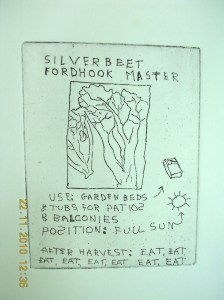 SILVERBEET
FORDHOOK MASTER
USE: GARDEN BEDS
& TUBS FOR PATIOS
& BALCONIES
POZITION: FULL SUN
AFTER HARVEST: EAT, EAT,
EAT, EAT, EAT, EAT EAT, EAT
22.11.2010 12:36